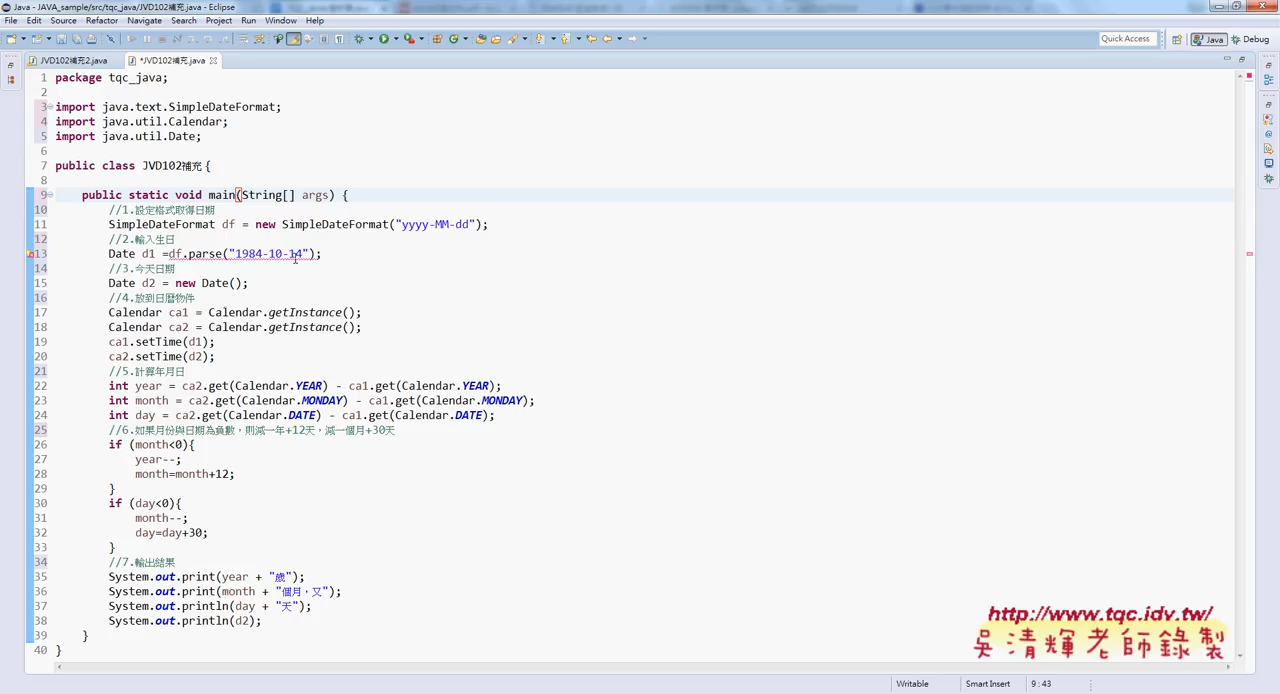 Java - JAVA_sample/src/tqc_java/JVD102補充.java - Eclipse
File Edit Source Refactor Navigate Search Project Run Window Help
Quick Access Java Debug
JVD102補充2.java *JVD102補充.java
1 package tqc_java;
2
3 import java.text.SimpleDateFormat;
4 import java.util.Calendar;
5 import java.util.Date;
6
7 public class JVD102補充 {
8
9 public static void main(String[] args) {
10 //1.設定格式取得日期
11 SimpleDateFormat df = new SimpleDateFormat("yyyy-MM-dd");
12 //2.輸入生日
13 Date d1 =df.parse("1984-10-14");
14 //3.今天日期
15 Date d2 = new Date();
16 //4.放到日曆物件
17 Calendar ca1 = Calendar.getInstance();
18 Calendar ca2 = Calendar.getInstance();
19 ca1.setTime(d1);
20 ca2.setTime(d2);
21 //5.計算年月日
22 int year = ca2.get(Calendar.YEAR) - ca1.get(Calendar.YEAR);
23 int month = ca2.get(Calendar.MONDAY) - ca1.get(Calendar.MONDAY);
24 int day = ca2.get(Calendar.DATE) - ca1.get(Calendar.DATE);
25 //6.如果月份與日期為負數，則減一年+12天，減一個月+30天
26 if (month<0){
27 year--;
28 month=month+12;
29 }
30 if (day<0){
31 month--;
32 day=day+30;
33 }
34 //7.輸出結果
35 System.out.print(year + "歲");
36 System.out.print(month + "個月，又");
37 System.out.println(day + "天");
38 System.out.println(d2);
39 }
40 }
http://www.tqc.idv.tw/
吳清輝老師錄製
Writable Smart Insert 9 : 43